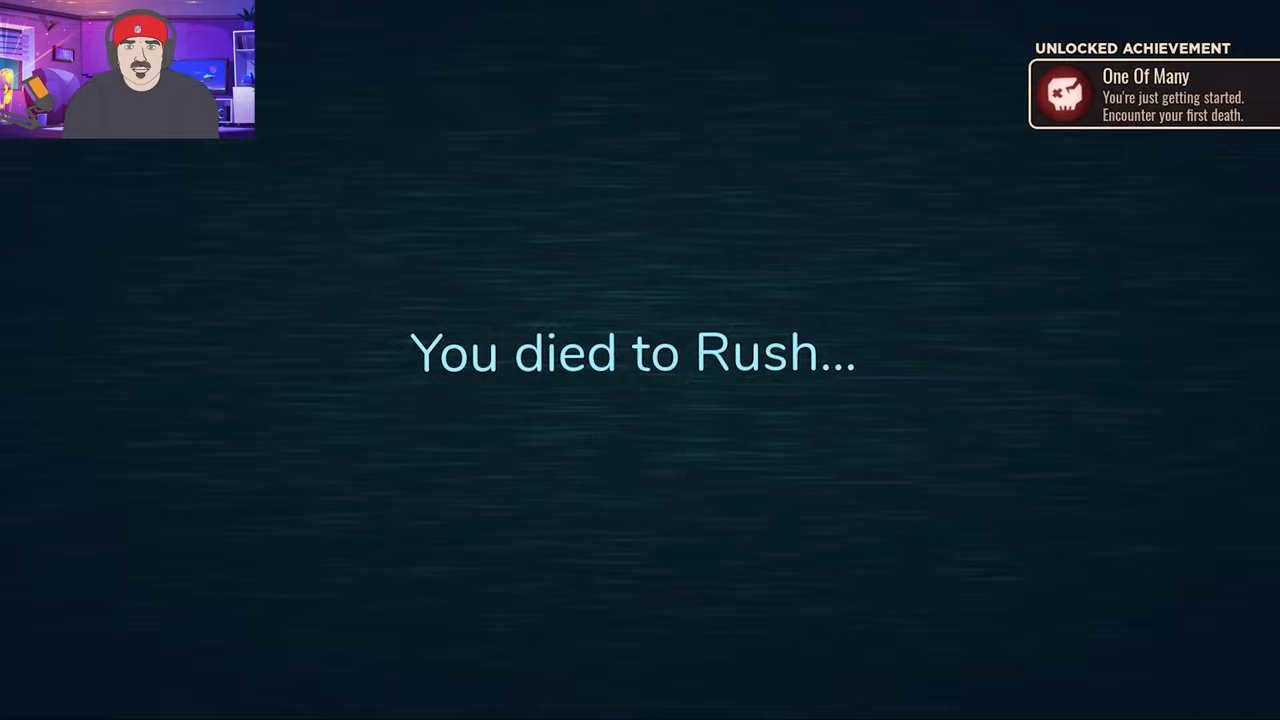 UNLOCKED ACHIEVEMENT
One Of Many
You're just getting started.
Encounter your first death.
You died to Rush...